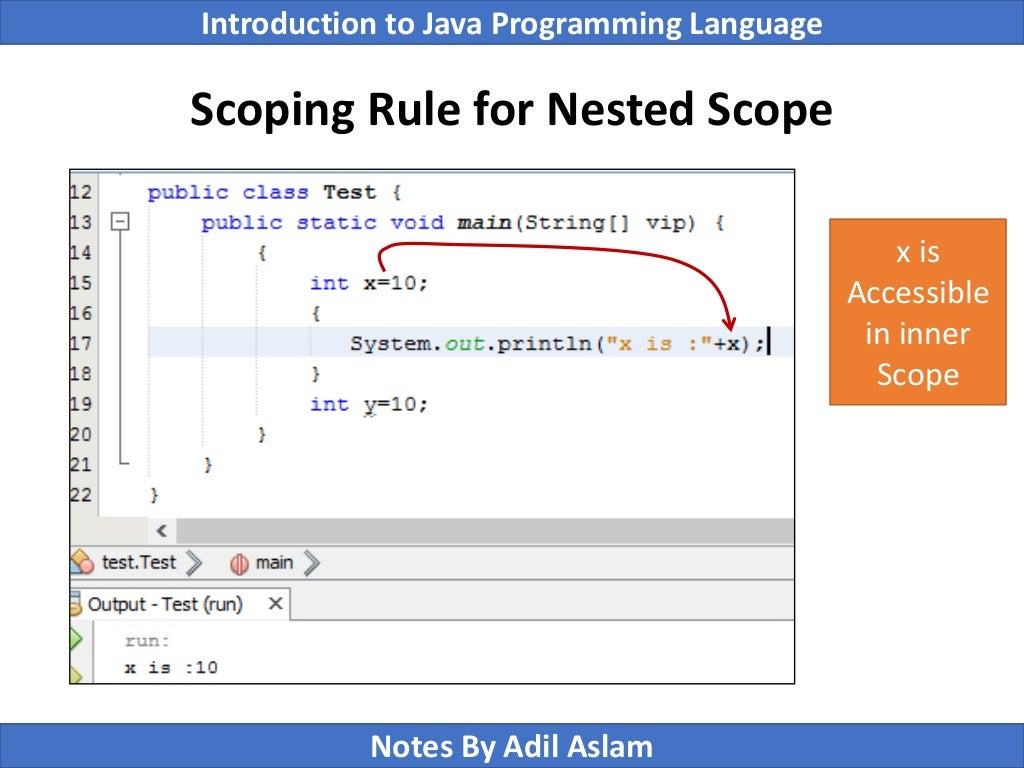 Introduction to Java Programming Language
Scoping Rule for Nested Scope
12 public class Test {
13 public static void main(String[] vip) {
14 {
15 int x=10;
16 {
17 System.out.println("x is :"+x);
18 }
19 int y=10;
20 }
21 }
22 }
x is
Accessible
in inner
Scope
test.Test main
Output - Test (run)
run:
x is :10
Notes By Adil Aslam